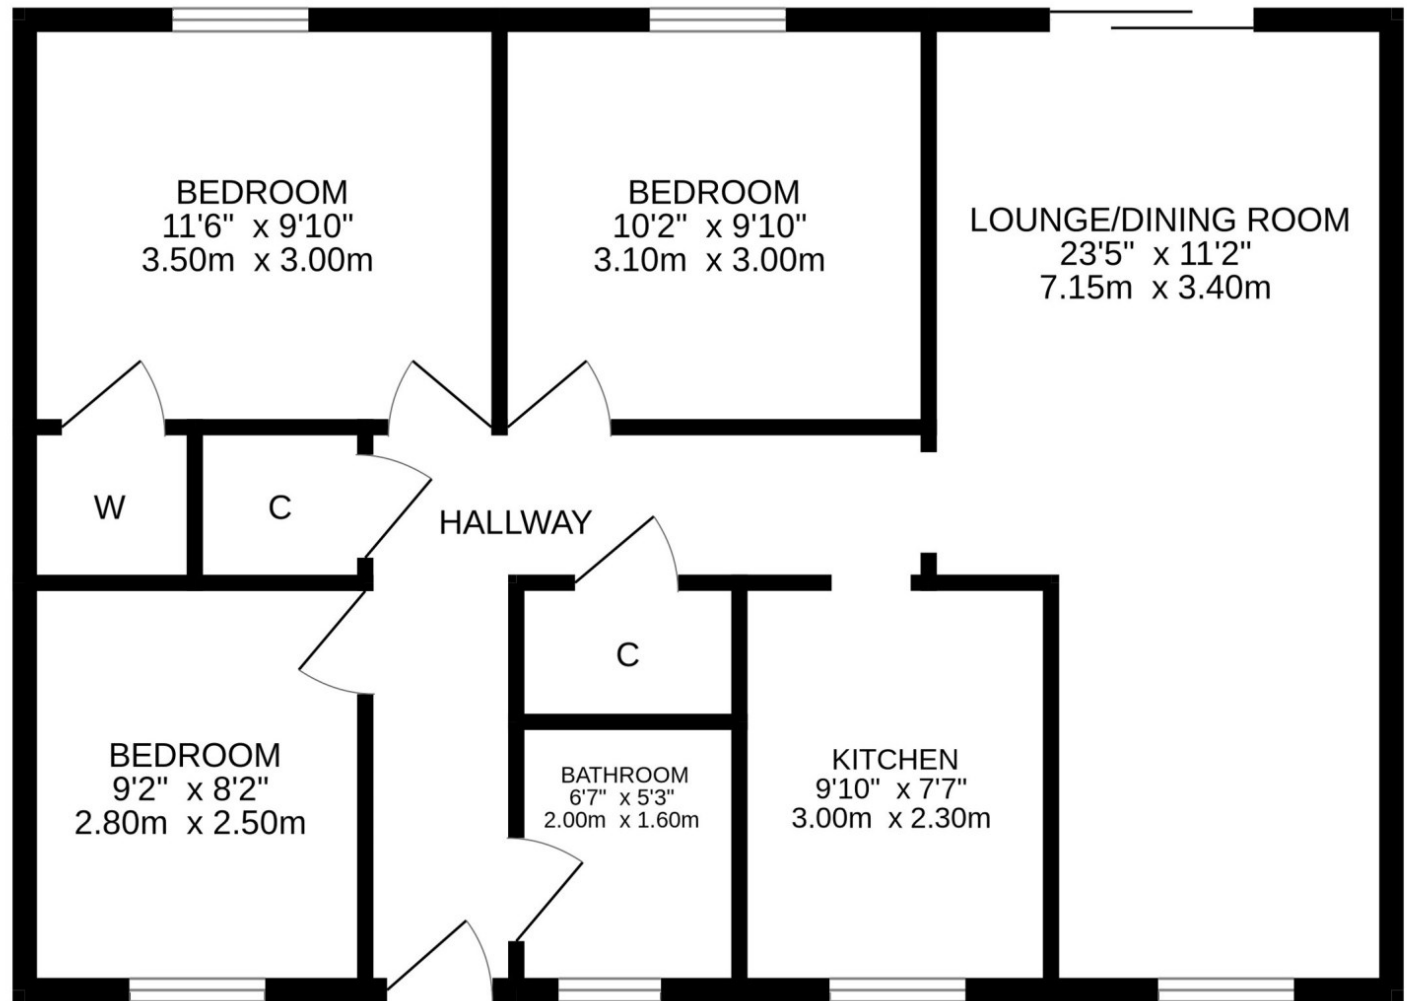 BEDROOM
11'6" x 9'10"
3.50m x 3.00m
BEDROOM
10'2" x 9'10"
3.10m x 3.00m
LOUNGE/DINING ROOM
23'5" x 11'2"
7.15m x 3.40m
W
C
HALLWAY
C
BEDROOM
9'2" x 8'2"
2.80m x 2.50m
BATHROOM
6'7" x 5'3"
2.00m x 1.60m
KITCHEN
9'10" x 7'7"
3.00m x 2.30m